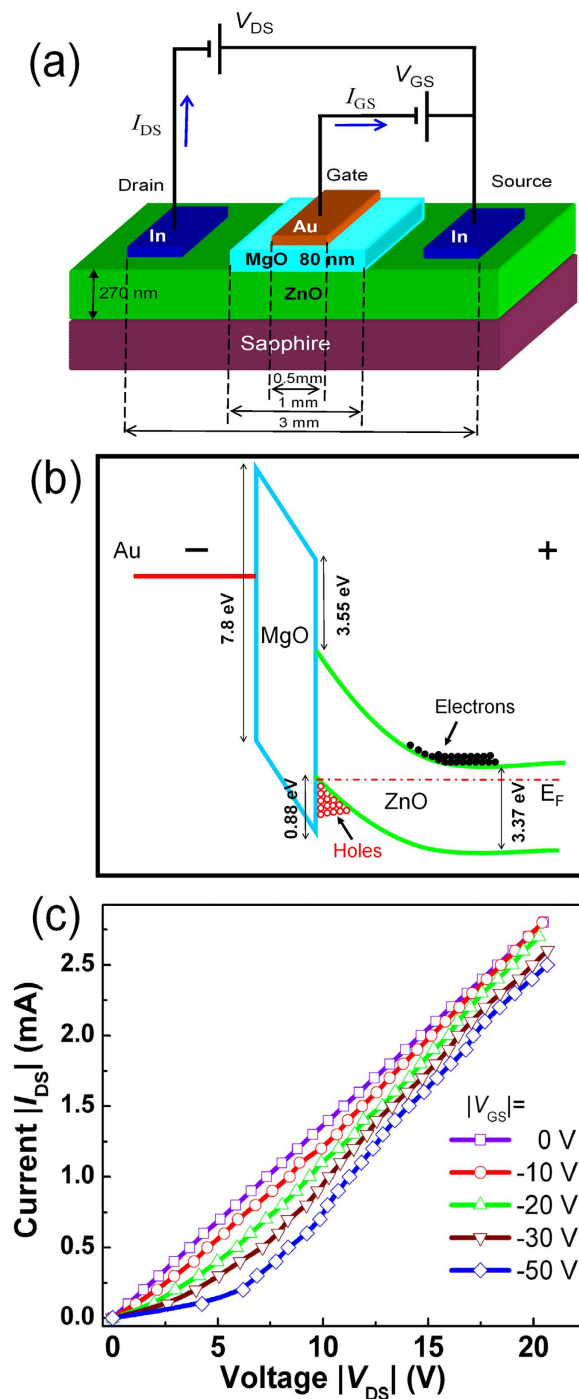 (a)
V_DS
V_GS
I_DS
I_GS
Drain
Gate
Source
In
Au
In
MgO 80 nm
270 nm
ZnO
Sapphire
0.5mm
1 mm
3 mm
(b)
Au
−
+
7.8 eV
3.55 eV
MgO
Electrons
0.88 eV
ZnO
E_F
3.37 eV
Holes
(c)
2.5
2.0
1.5
1.0
0.5
0.0
Current |I_DS| (mA)
|V_GS|=
0 V
-10 V
-20 V
-30 V
-50 V
0 5 10 15 20
Voltage |V_DS| (V)